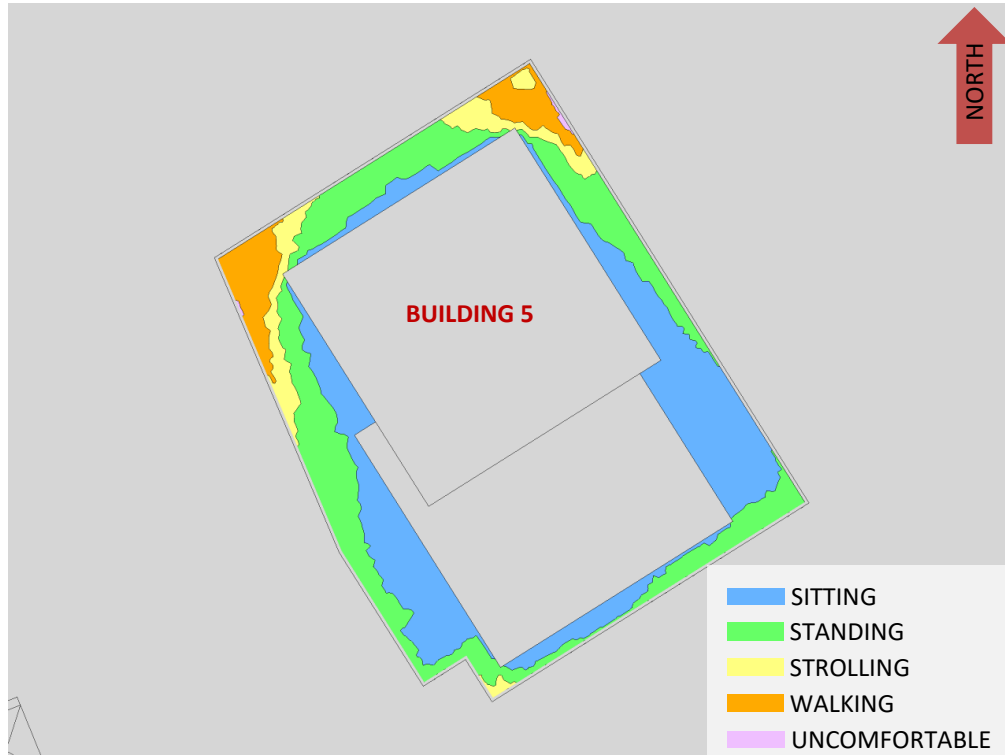 NORTH
BUILDING 5
SITTING
STANDING
STROLLING
WALKING
UNCOMFORTABLE